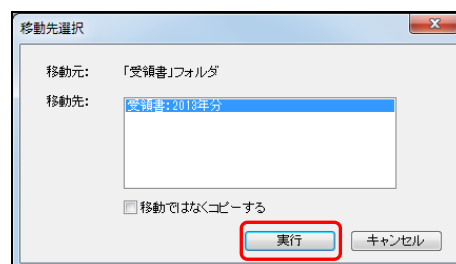 移動先選択
移動元: 「受領書」フォルダ
移動先: 受領書:2013年分
移動ではなくコピーする
実行 キャンセル